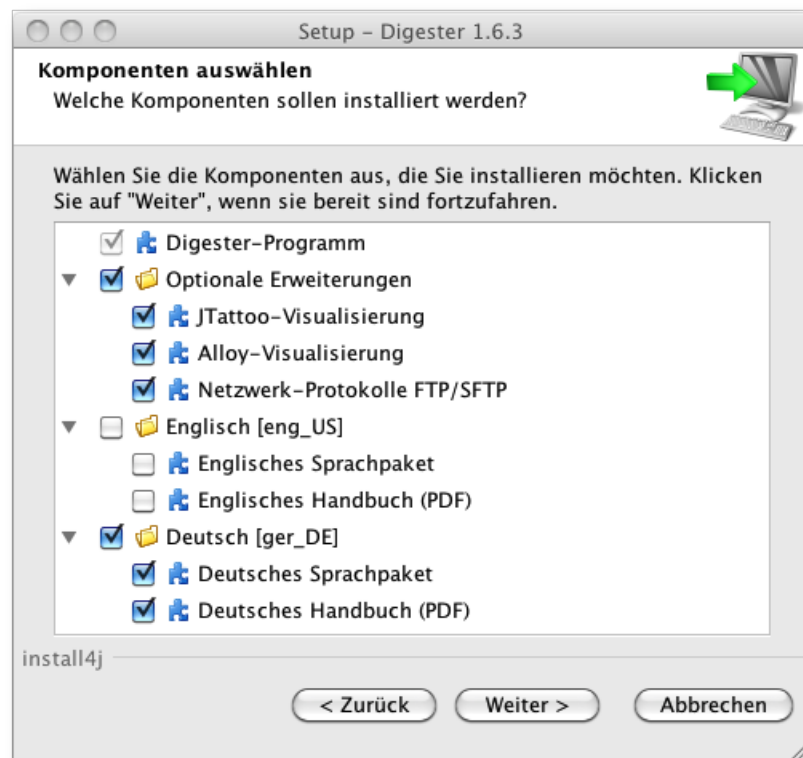 Setup – Digester 1.6.3
Komponenten auswählen
Welche Komponenten sollen installiert werden?
Wählen Sie die Komponenten aus, die Sie installieren möchten. Klicken
Sie auf "Weiter", wenn sie bereit sind fortzufahren.
Digester-Programm
Optionale Erweiterungen
JTattoo-Visualisierung
Alloy-Visualisierung
Netzwerk-Protokolle FTP/SFTP
Englisch [eng_US]
Englisches Sprachpaket
Englisches Handbuch (PDF)
Deutsch [ger_DE]
Deutsches Sprachpaket
Deutsches Handbuch (PDF)
install4j
< Zurück Weiter > Abbrechen